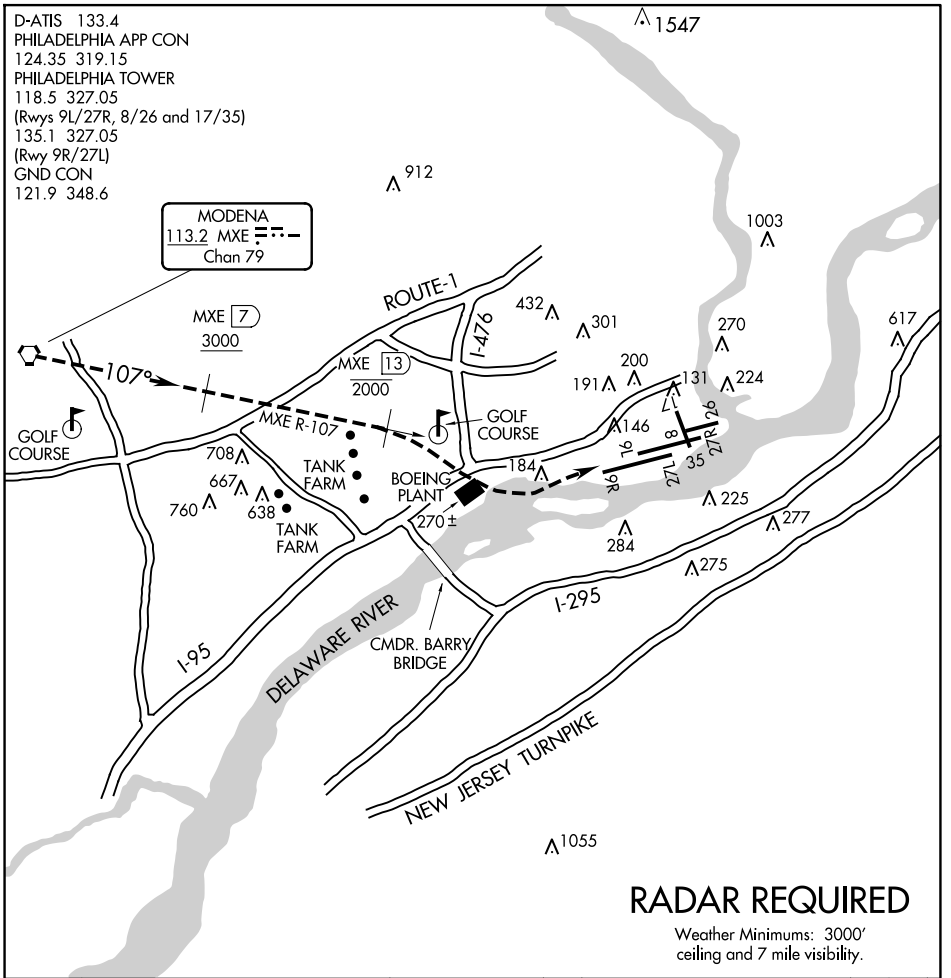 D-ATIS 133.4
PHILADELPHIA APP CON
124.35 319.15
PHILADELPHIA TOWER
118.5 327.05
(Rwys 9L/27R, 8/26 and 17/35)
135.1 327.05
(Rwy 9R/27L)
GND CON
121.9 348.6
1547
912
MODENA
113.2 MXE
Chan 79
1003
MXE 7
3000
ROUTE-1
I-476
432
301
270
617
MXE 13
2000
107°
MXE R-107
200
191
131
224
GOLF
COURSE
GOLF
COURSE
146
17
26
8
27R
9L
35
27L
9R
708
667
760
638
TANK
FARM
TANK
FARM
BOEING
PLANT
270±
184
225
277
284
275
I-295
I-95
DELAWARE RIVER
CMDR. BARRY
BRIDGE
NEW JERSEY TURNPIKE
1055
RADAR REQUIRED
Weather Minimums: 3000'
ceiling and 7 mile visibility.